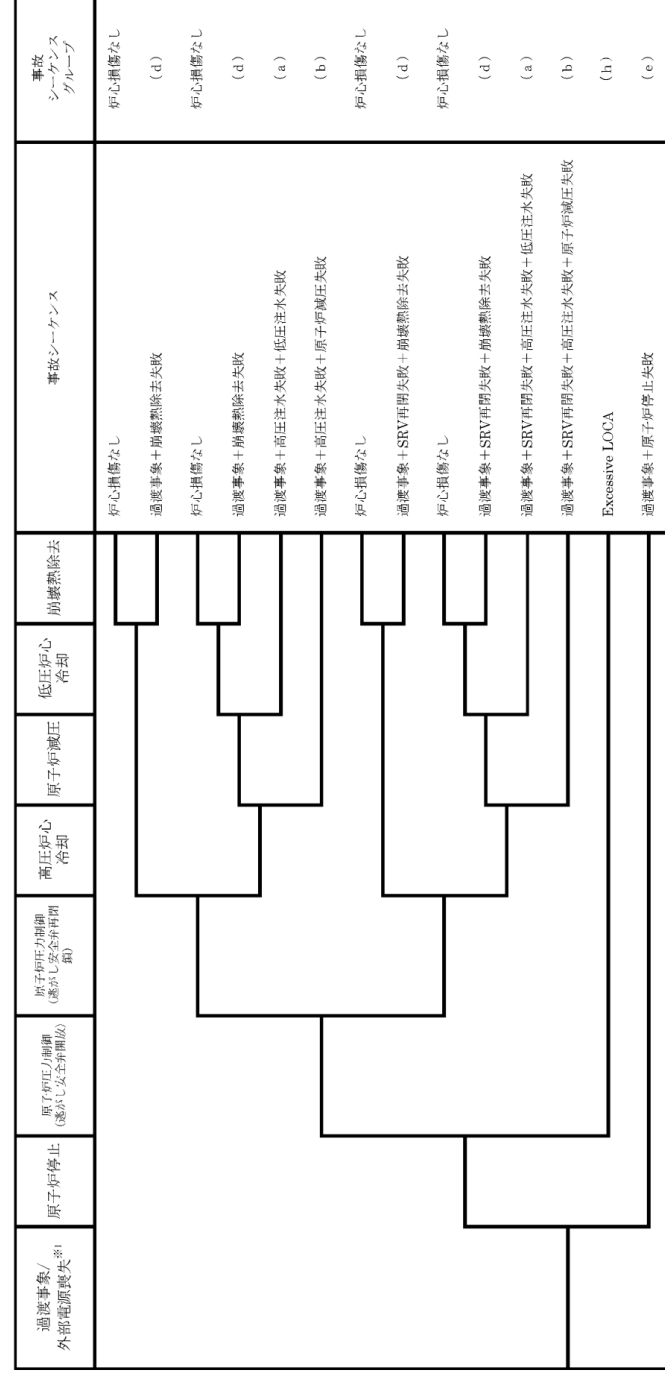 過渡事象/
外部電源喪失※1
原子炉停止
原子炉圧力制御
(逃がし安全弁開放)
原子炉圧力制御
(逃がし安全弁再閉
鎖)
高圧炉心
冷却
原子炉減圧
低圧炉心
冷却
崩壊熱除去
事故シーケンス
事故
シーケンス
グループ
炉心損傷なし
炉心損傷なし
過渡事象＋崩壊熱除去失敗
(d)
炉心損傷なし
炉心損傷なし
過渡事象＋崩壊熱除去失敗
(d)
過渡事象＋高圧注水失敗＋低圧注水失敗
(a)
過渡事象＋高圧注水失敗＋原子炉減圧失敗
(b)
炉心損傷なし
炉心損傷なし
過渡事象＋SRV再閉失敗＋崩壊熱除去失敗
(d)
炉心損傷なし
炉心損傷なし
過渡事象＋SRV再閉失敗＋崩壊熱除去失敗
(d)
過渡事象＋SRV再閉失敗＋高圧注水失敗＋低圧注水失敗
(a)
過渡事象＋SRV再閉失敗＋高圧注水失敗＋原子炉減圧失敗
(b)
Excessive LOCA
(h)
過渡事象＋原子炉停止失敗
(e)